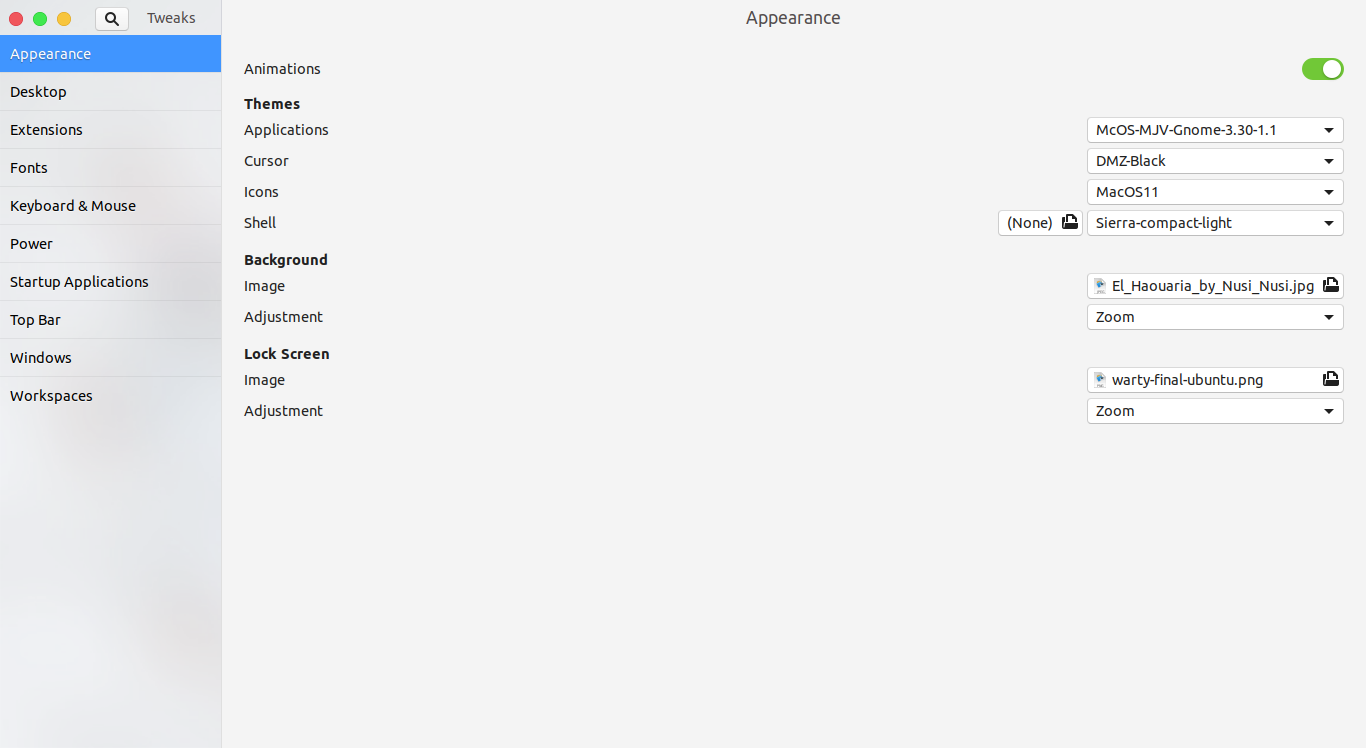 Tweaks
Appearance
Appearance
Desktop
Extensions
Fonts
Keyboard & Mouse
Power
Startup Applications
Top Bar
Windows
Workspaces
Animations
Themes
Applications McOS-MJV-Gnome-3.30-1.1
Cursor DMZ-Black
Icons MacOS11
Shell (None) Sierra-compact-light
Background
Image El_Haouaria_by_Nusi_Nusi.jpg
Adjustment Zoom
Lock Screen
Image warty-final-ubuntu.png
Adjustment Zoom